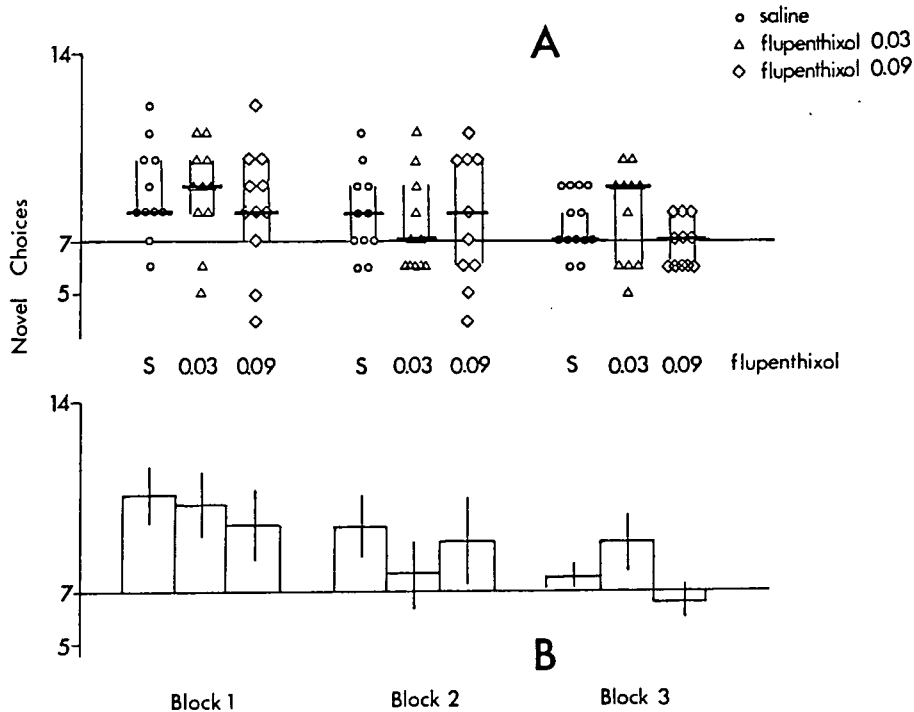 A
saline
flupenthixol 0.03
flupenthixol 0.09
14
7
5
Novel Choices
S 0.03 0.09 S 0.03 0.09 S 0.03 0.09 flupenthixol
14
7
5
B
Block 1 Block 2 Block 3